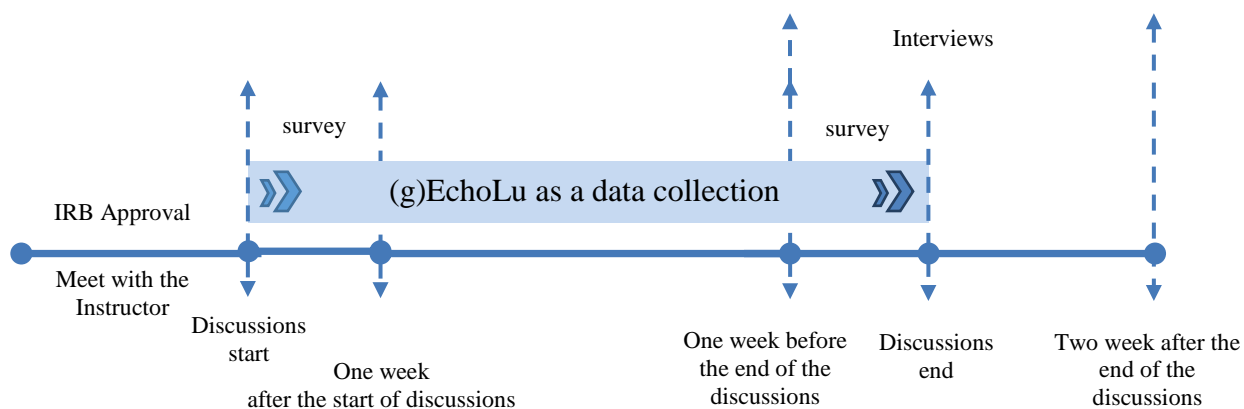 Interviews
survey
survey
(g)EchoLu as a data collection
IRB Approval
Meet with the
Instructor
Discussions
start
One week
after the start of discussions
One week before
the end of the
discussions
Discussions
end
Two week after the
end of the
discussions